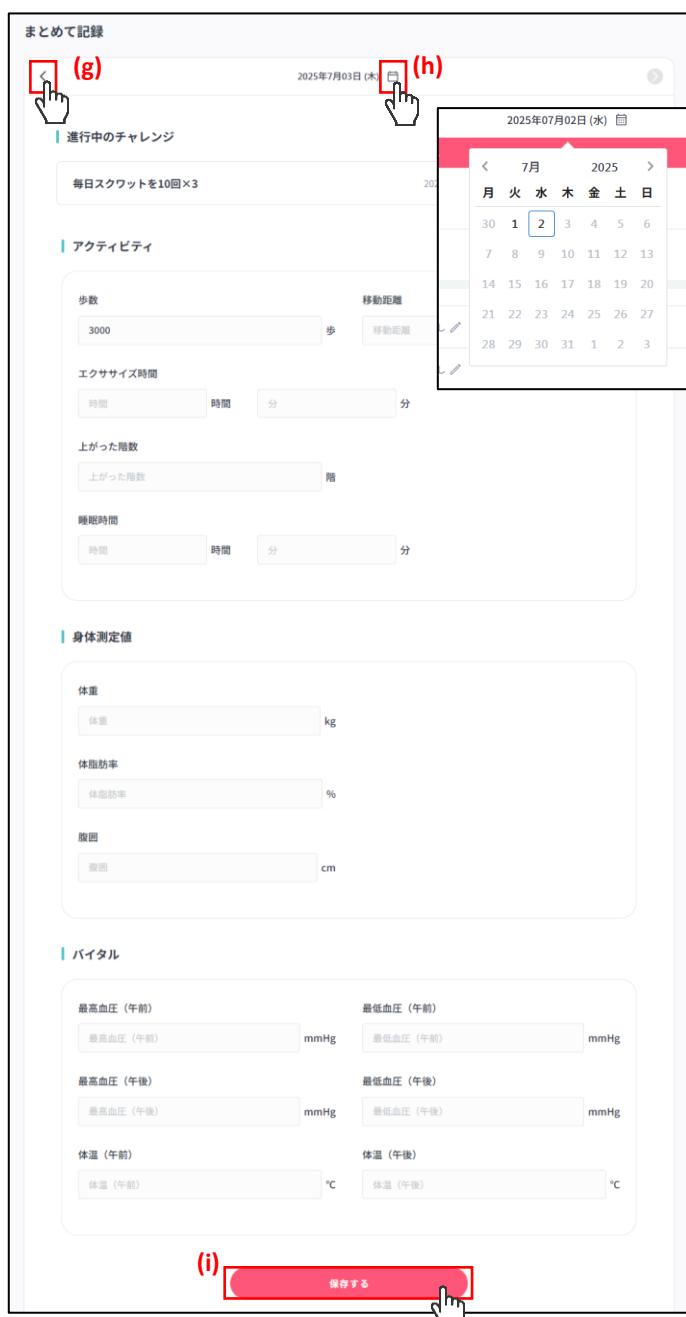 まとめて記録
(g)
2025年7月03日 (木)
(h)
進行中のチャレンジ
毎日スクワットを10回×3
202
2025年07月02日 (水)
7月 2025
月 火 水 木 金 土 日
30 1 2 3 4 5 6
7 8 9 10 11 12 13
14 15 16 17 18 19 20
21 22 23 24 25 26 27
28 29 30 31 1 2 3
アクティビティ
歩数 移動距離
3000 歩 移動距離
エクササイズ時間
時間 時間 分 分
上がった階数
上がった階数 階
睡眠時間
時間 時間 分 分
身体測定値
体重
体重 kg
体脂肪率
体脂肪率 %
腹囲
腹囲 cm
バイタル
最高血圧（午前） 最低血圧（午前）
最高血圧（午前） mmHg 最低血圧（午前） mmHg
最高血圧（午後） 最低血圧（午後）
最高血圧（午後） mmHg 最低血圧（午後） mmHg
体温（午前） 体温（午後）
体温（午前） ℃ 体温（午後） ℃
(i)
保存する